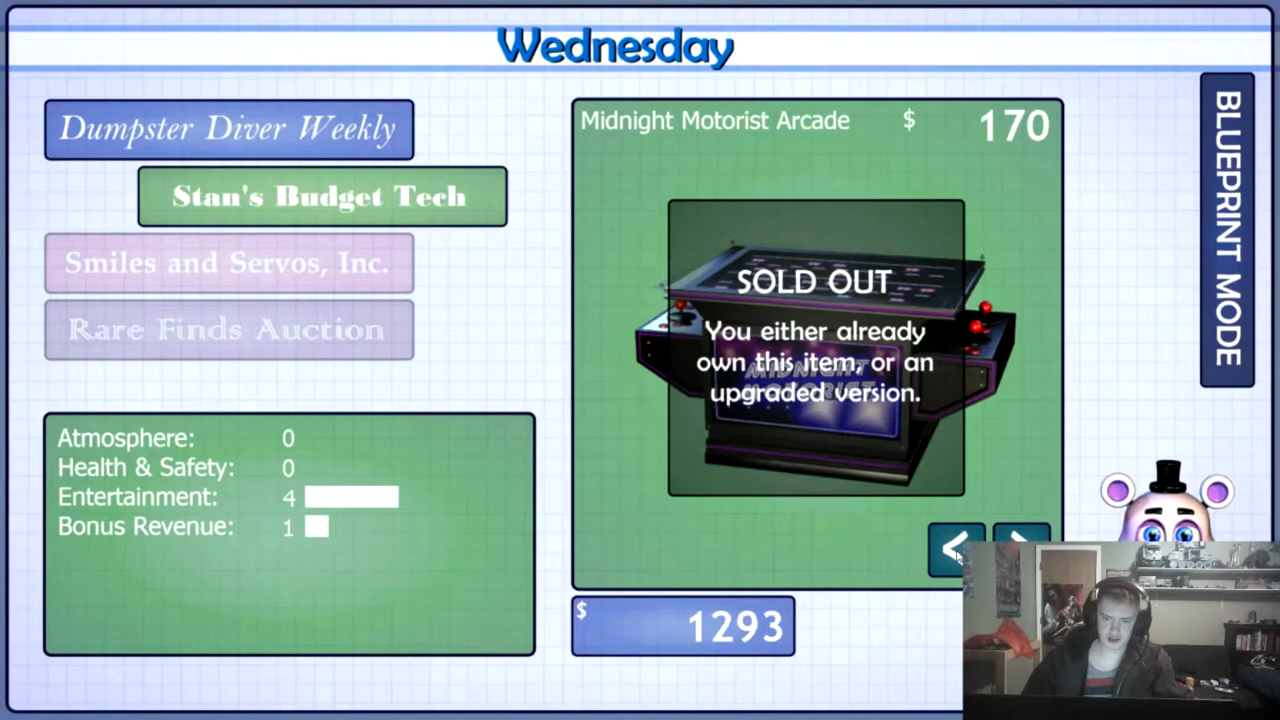 Wednesday
Dumpster Diver Weekly
Stan's Budget Tech
Smiles and Servos, Inc.
Rare Finds Auction
Atmosphere: 0
Health & Safety: 0
Entertainment: 4
Bonus Revenue: 1
Midnight Motorist Arcade $ 170
SOLD OUT
You either already
own this item, or an
upgraded version.
MIDNIGHT
MOTORIST
< >
$ 1293
BLUEPRINT MODE